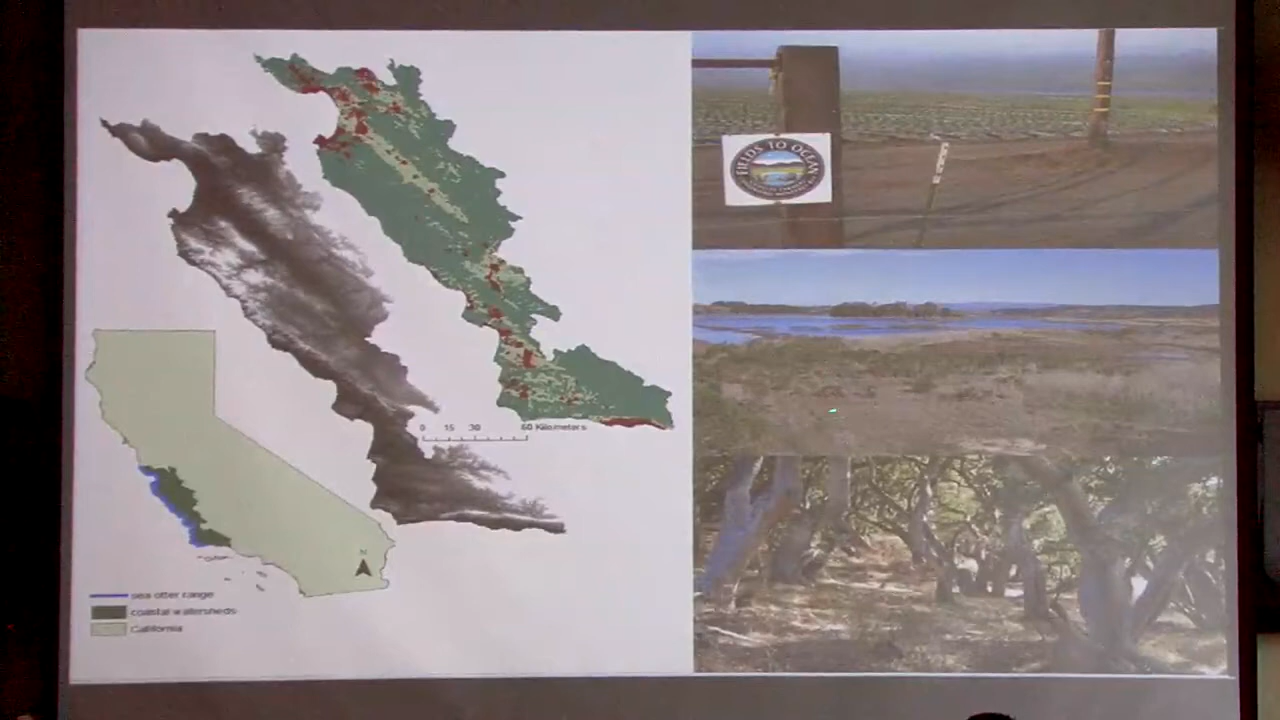 FIELDS TO OCEAN
0 15 30 60 Kilometers
N
sea otter range
coastal watersheds
California